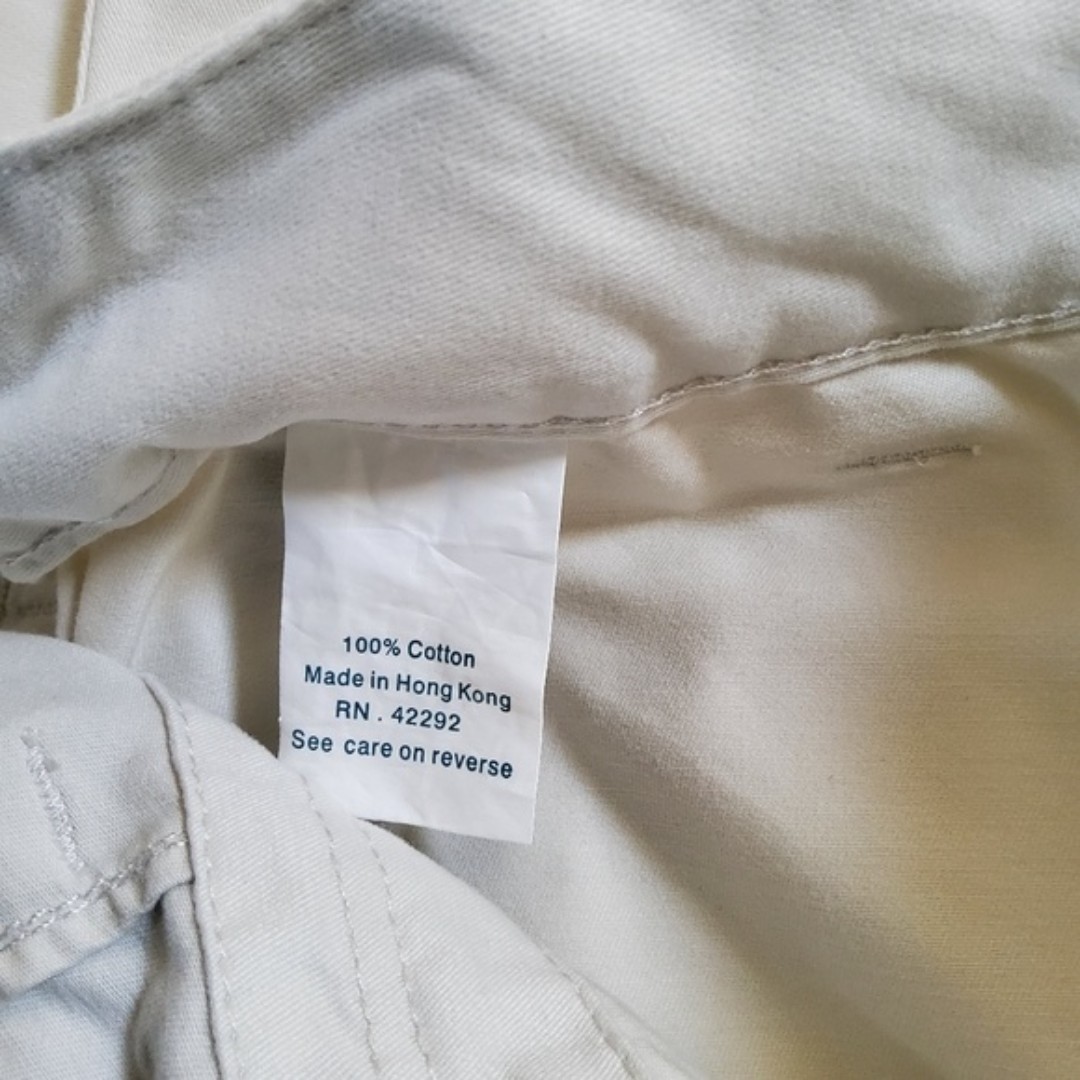 100% Cotton
Made in Hong Kong
RN . 42292
See care on reverse